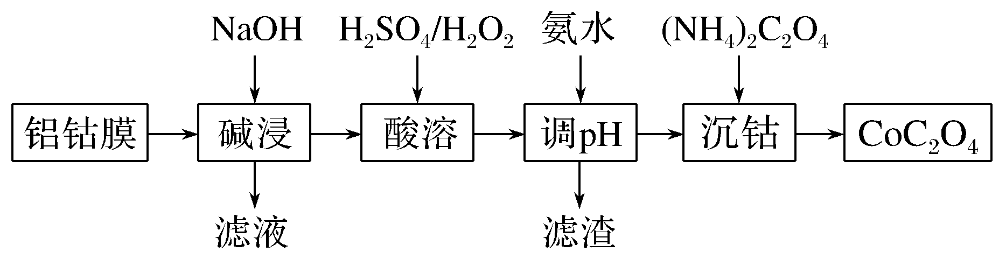 NaOH H₂SO₄/H₂O₂ 氨水 (NH₄)₂C₂O₄
铝钴膜 碱浸 酸溶 调pH 沉钴 CoC₂O₄
滤液 滤渣